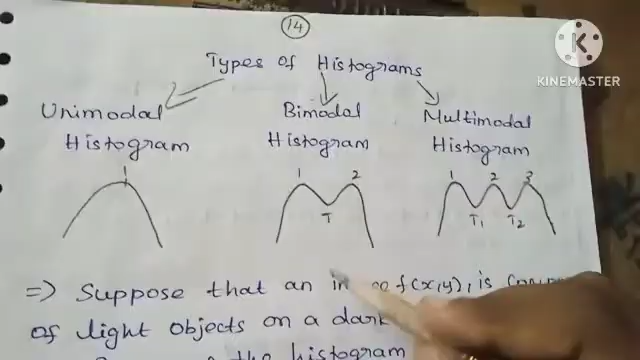 14
Types of Histograms
K
KINEMASTER
Unimodal Histogram
Bimodal Histogram
Multimodal Histogram
1
1 2
1 2 3
T
T1 T2
=> Suppose that an f(x,y), is
of light objects on a dark
the histogram